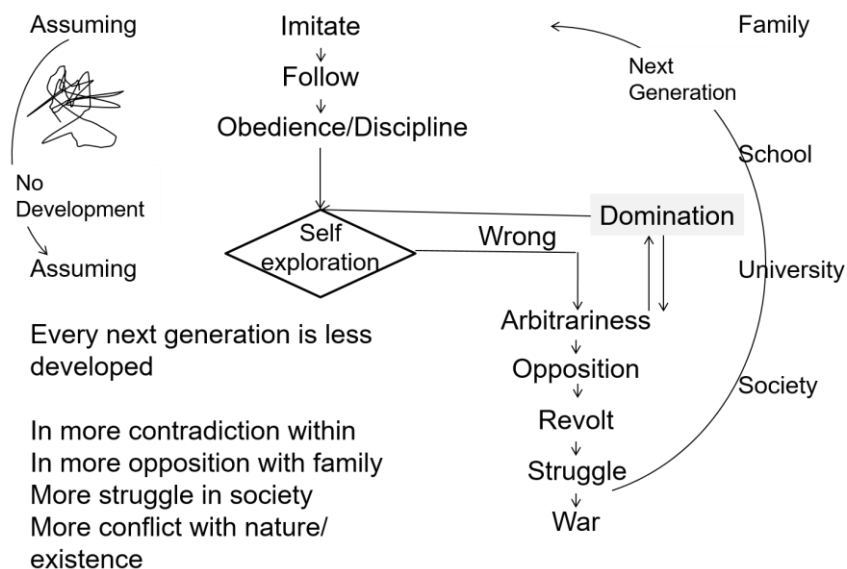 Assuming
Imitate
Family
Follow
Next
Generation
Obedience/Discipline
School
No
Development
Domination
Self
exploration
Wrong
Assuming
University
Arbitrariness
Every next generation is less
developed
Opposition
Society
Revolt
In more contradiction within
In more opposition with family
More struggle in society
More conflict with nature/
existence
Struggle
War